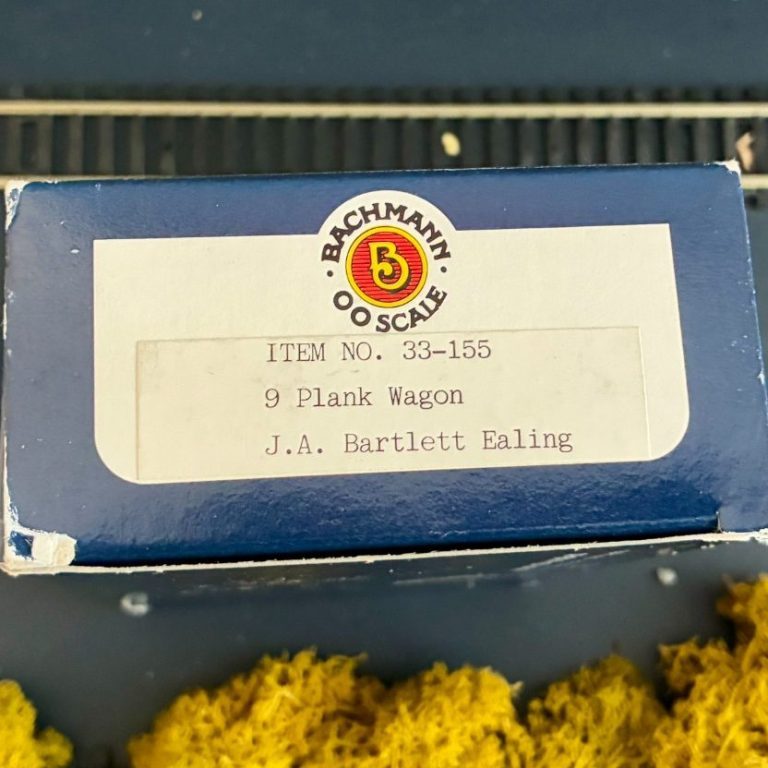 BACHMANN
OO SCALE
ITEM NO. 33-155
9 Plank Wagon
J.A. Bartlett Ealing